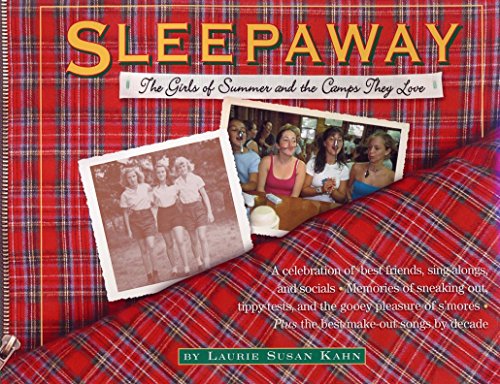 SLEEPAWAY
The Girls of Summer and the Camps They Love
A celebration of best friends, sing-alongs,
and socials • Memories of sneaking out,
tippy tests, and the gooey pleasure of s'mores •
Plus the best make-out songs by decade
BY LAURIE SUSAN KAHN